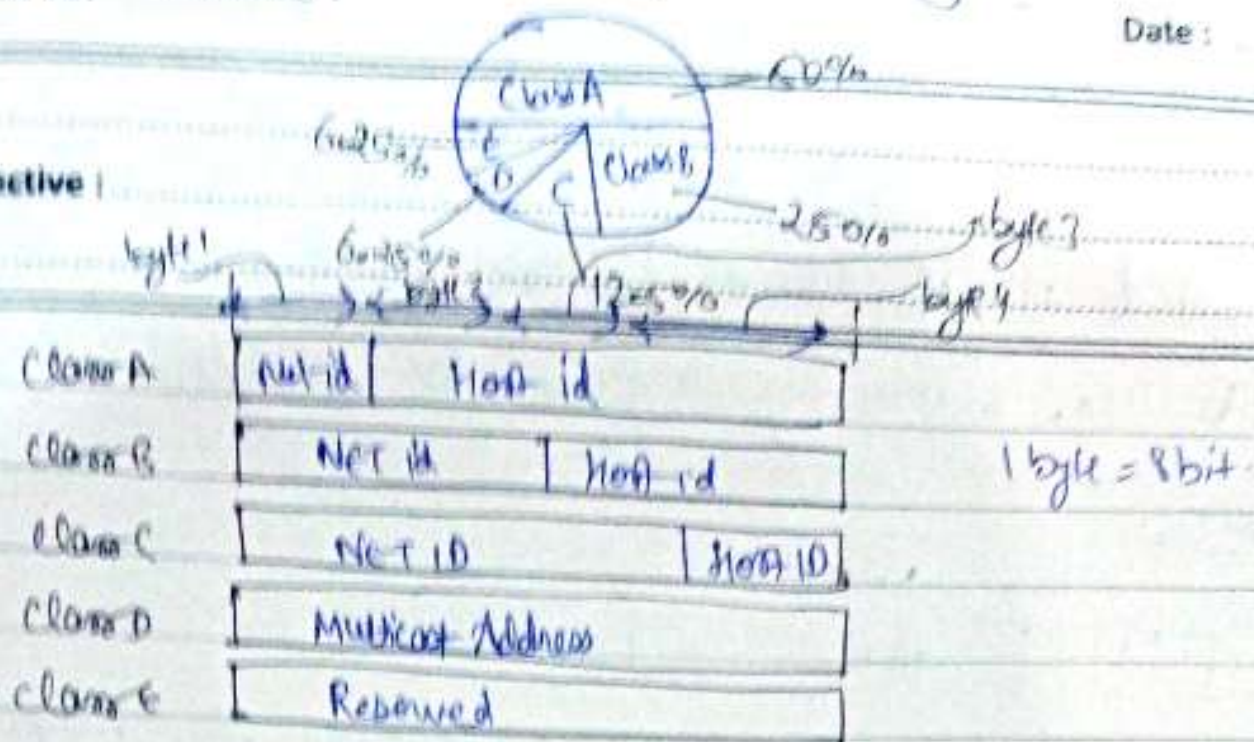 Date :
Class A
50%
6.25%
E
D
C
Class B
ective :
25%
byte 3
byte 1
6.25%
byte 2
12.5%
byte 4
Class A Net-id Host-id
Class B NET id Host-id
1 byte = 8 bit
Class C NET ID Host ID
Class D Multicast Address
Class E Reserved